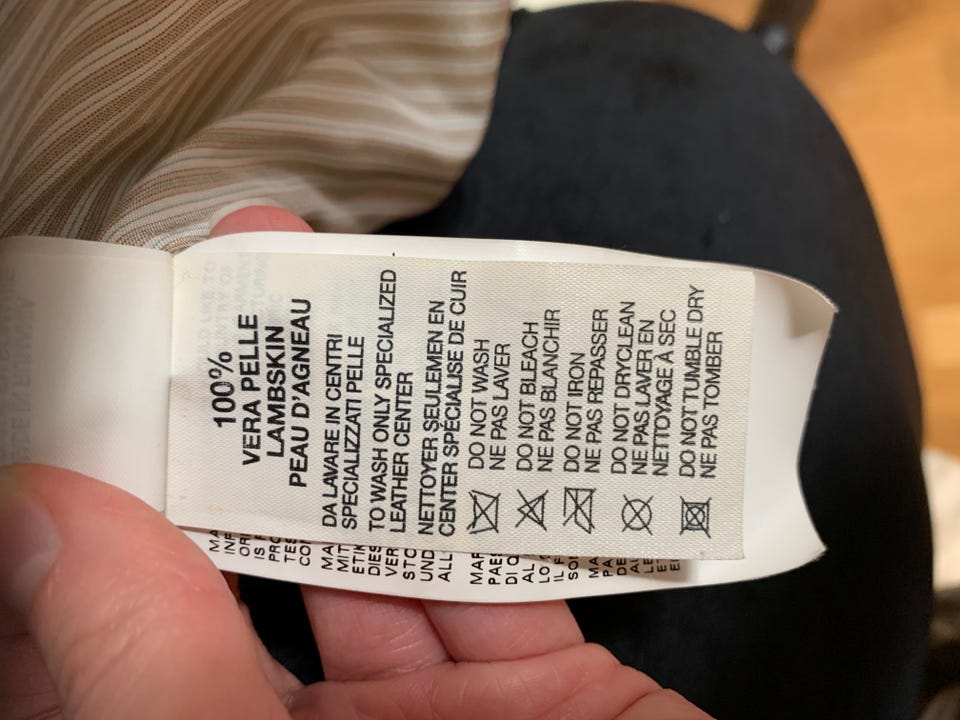 100%
VERA PELLE
LAMBSKIN
PEAU D'AGNEAU
DA LAVARE IN CENTRI
SPECIALIZZATI PELLE
TO WASH ONLY SPECIALIZED
LEATHER CENTER
NETTOYER SEULEMEN EN
CENTER SPÉCIALISE DE CUIR
DO NOT WASH
NE PAS LAVER
DO NOT BLEACH
NE PAS BLANCHIR
DO NOT IRON
NE PAS REPASSER
DO NOT DRYCLEAN
NE PAS LAVER EN
NETTOYAGE À SEC
DO NOT TUMBLE DRY
NE PAS TOMBER